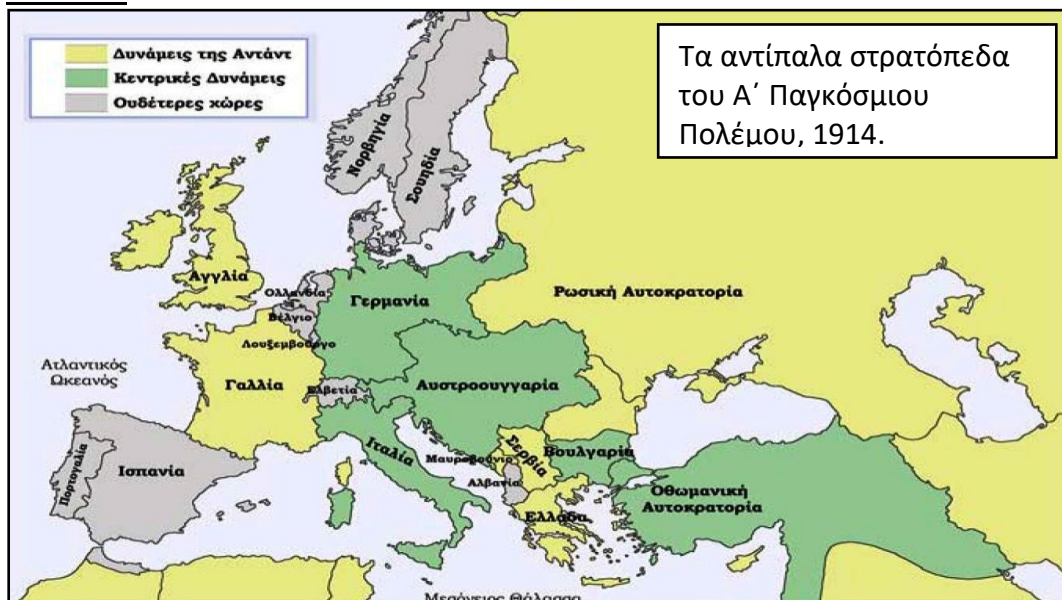 Δυνάμεις της Αντάντ
Κεντρικές Δυνάμεις
Ουδέτερες χώρες
Τα αντίπαλα στρατόπεδα
του Α΄ Παγκόσμιου
Πολέμου, 1914.
Νορβηγία
Σουηδία
Αγγλία
Ολλανδία
Βέλγιο
Λουξεμβούργο
Γερμανία
Ρωσική Αυτοκρατορία
Ατλαντικός
Ωκεανός
Γαλλία
Ελβετία
Αυστροουγγαρία
Πορτογαλία
Ισπανία
Ιταλία
Μαυροβούνιο
Σερβία
Βουλγαρία
Αλβανία
Ελλάδα
Οθωμανική
Αυτοκρατορία
Μεσόγειος Θάλασσα